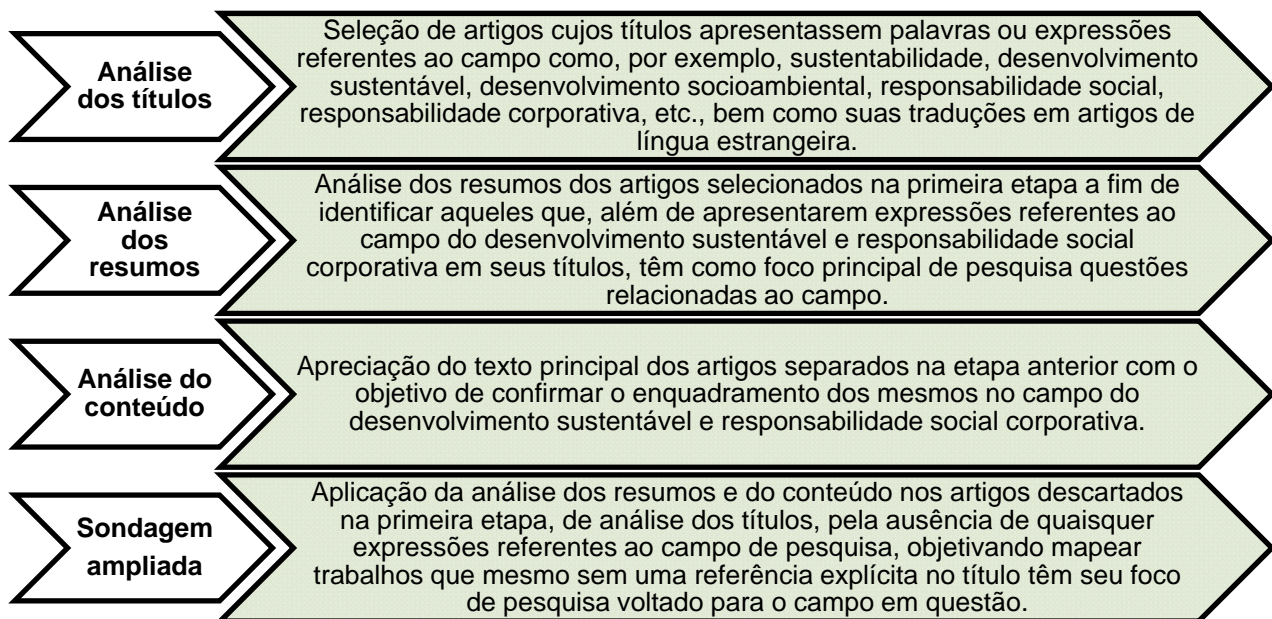 Análise
dos títulos
Seleção de artigos cujos títulos apresentassem palavras ou expressões
referentes ao campo como, por exemplo, sustentabilidade, desenvolvimento
sustentável, desenvolvimento socioambiental, responsabilidade social,
responsabilidade corporativa, etc., bem como suas traduções em artigos de
língua estrangeira.
Análise
dos
resumos
Análise dos resumos dos artigos selecionados na primeira etapa a fim de
identificar aqueles que, além de apresentarem expressões referentes ao
campo do desenvolvimento sustentável e responsabilidade social
corporativa em seus títulos, têm como foco principal de pesquisa questões
relacionadas ao campo.
Análise do
conteúdo
Apreciação do texto principal dos artigos separados na etapa anterior com o
objetivo de confirmar o enquadramento dos mesmos no campo do
desenvolvimento sustentável e responsabilidade social corporativa.
Sondagem
ampliada
Aplicação da análise dos resumos e do conteúdo nos artigos descartados
na primeira etapa, de análise dos títulos, pela ausência de quaisquer
expressões referentes ao campo de pesquisa, objetivando mapear
trabalhos que mesmo sem uma referência explícita no título têm seu foco
de pesquisa voltado para o campo em questão.